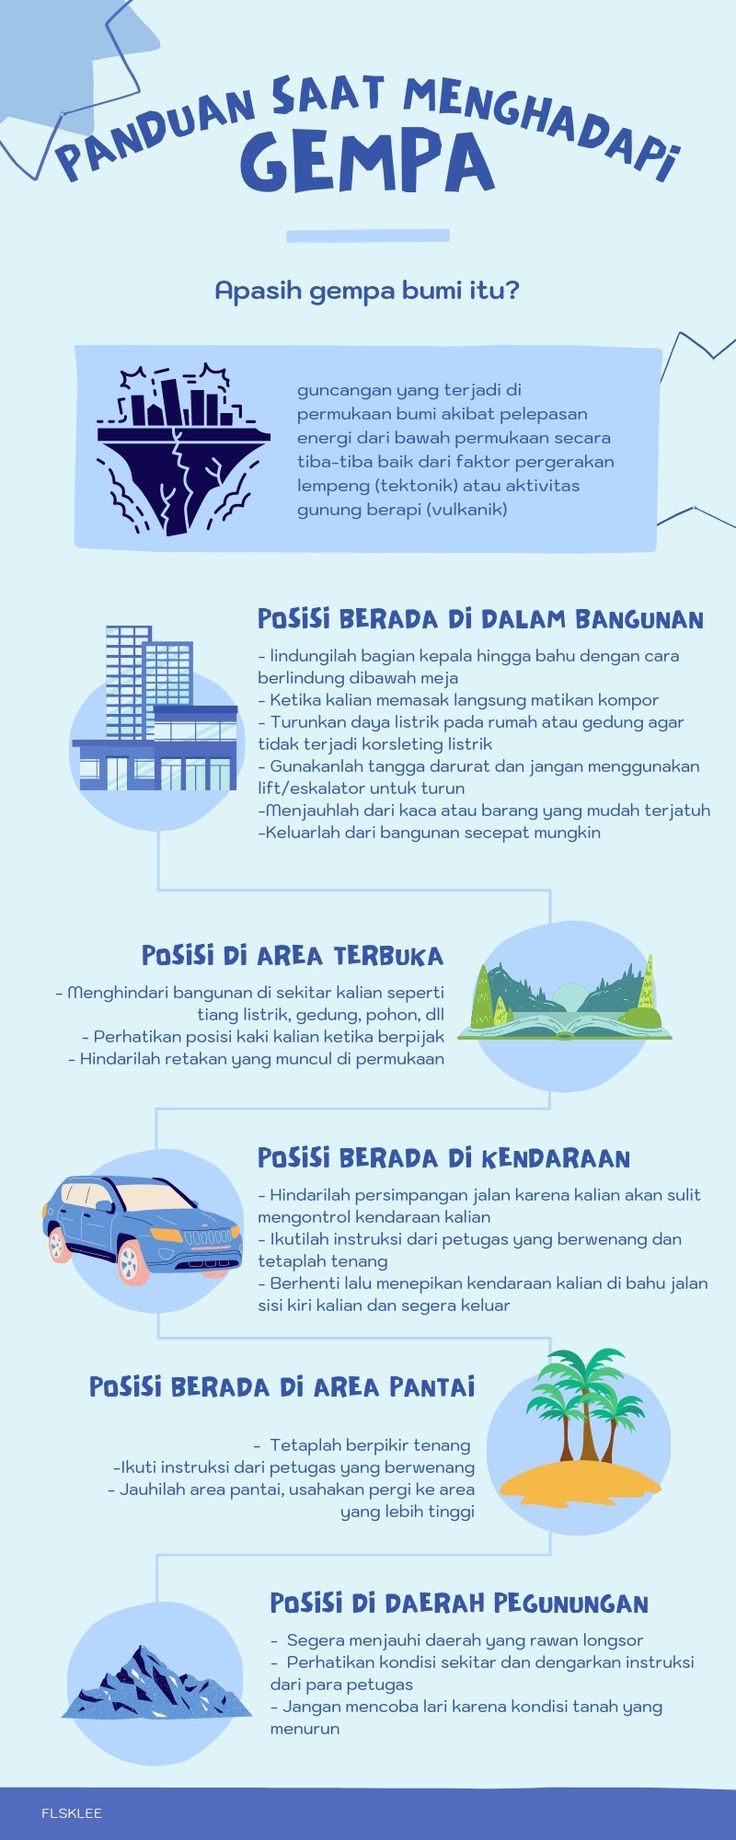 PANDUAN SAAT MENGHADAPI
GEMPA
Apasih gempa bumi itu?
guncangan yang terjadi di
permukaan bumi akibat pelepasan
energi dari bawah permukaan secara
tiba-tiba baik dari faktor pergerakan
lempeng (tektonik) atau aktivitas
gunung berapi (vulkanik)
POSISI BERADA DI DALAM BANGUNAN
- lindungilah bagian kepala hingga bahu dengan cara
berlindung dibawah meja
- Ketika kalian memasak langsung matikan kompor
- Turunkan daya listrik pada rumah atau gedung agar
tidak terjadi korsleting listrik
- Gunakanlah tangga darurat dan jangan menggunakan
lift/eskalator untuk turun
-Menjauhlah dari kaca atau barang yang mudah terjatuh
-Keluarlah dari bangunan secepat mungkin
POSISI DI AREA TERBUKA
- Menghindari bangunan di sekitar kalian seperti
tiang listrik, gedung, pohon, dll
- Perhatikan posisi kaki kalian ketika berpijak
- Hindarilah retakan yang muncul di permukaan
POSISI BERADA DI KENDARAAN
- Hindarilah persimpangan jalan karena kalian akan sulit
mengontrol kendaraan kalian
- Ikutilah instruksi dari petugas yang berwenang dan
tetaplah tenang
- Berhenti lalu menepikan kendaraan kalian di bahu jalan
sisi kiri kalian dan segera keluar
POSISI BERADA DI AREA PANTAI
- Tetaplah berpikir tenang
-Ikuti instruksi dari petugas yang berwenang
- Jauhilah area pantai, usahakan pergi ke area
yang lebih tinggi
POSISI DI DAERAH PEGUNUNGAN
- Segera menjauhi daerah yang rawan longsor
- Perhatikan kondisi sekitar dan dengarkan instruksi
dari para petugas
- Jangan mencoba lari karena kondisi tanah yang
menurun
FLSKLEE